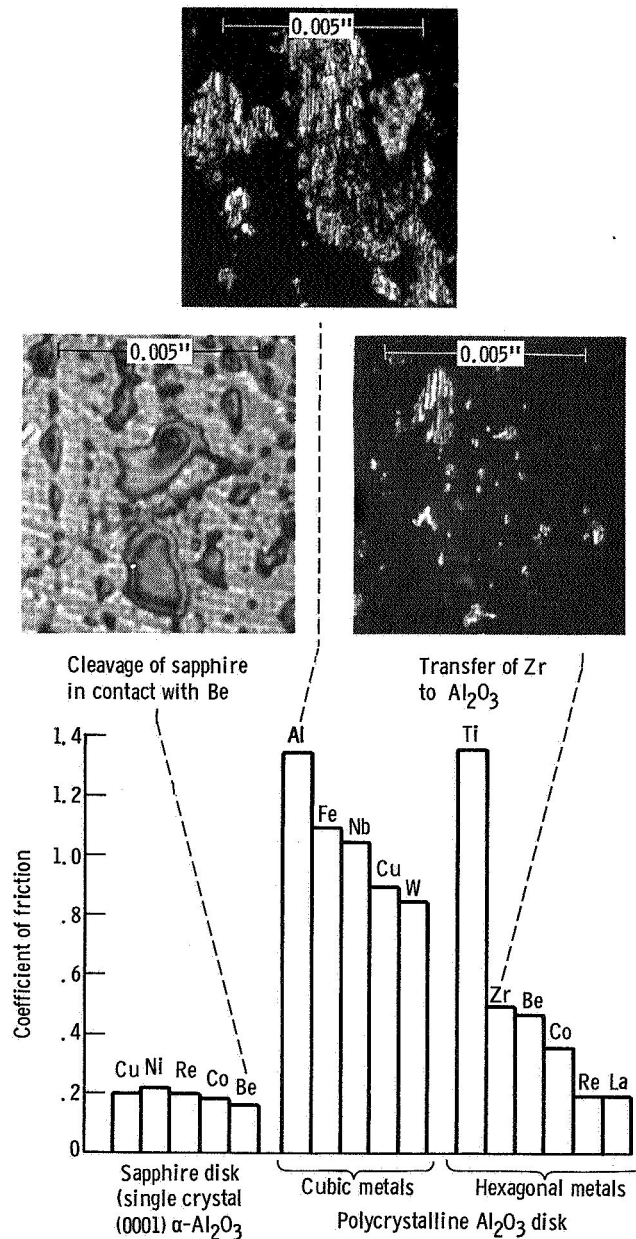 0.005"
0.005"
0.005"
Cleavage of sapphire
in contact with Be
Transfer of Zr
to Al₂O₃
1.4
1.2
1.0
.8
.6
.4
.2
0
Coefficient of friction
Cu Ni Re Co Be
Al
Fe
Nb
Cu
W
Ti
Zr
Be
Co
Re La
Sapphire disk
(single crystal
(0001) α-Al₂O₃
Cubic metals
Hexagonal metals
Polycrystalline Al₂O₃ disk